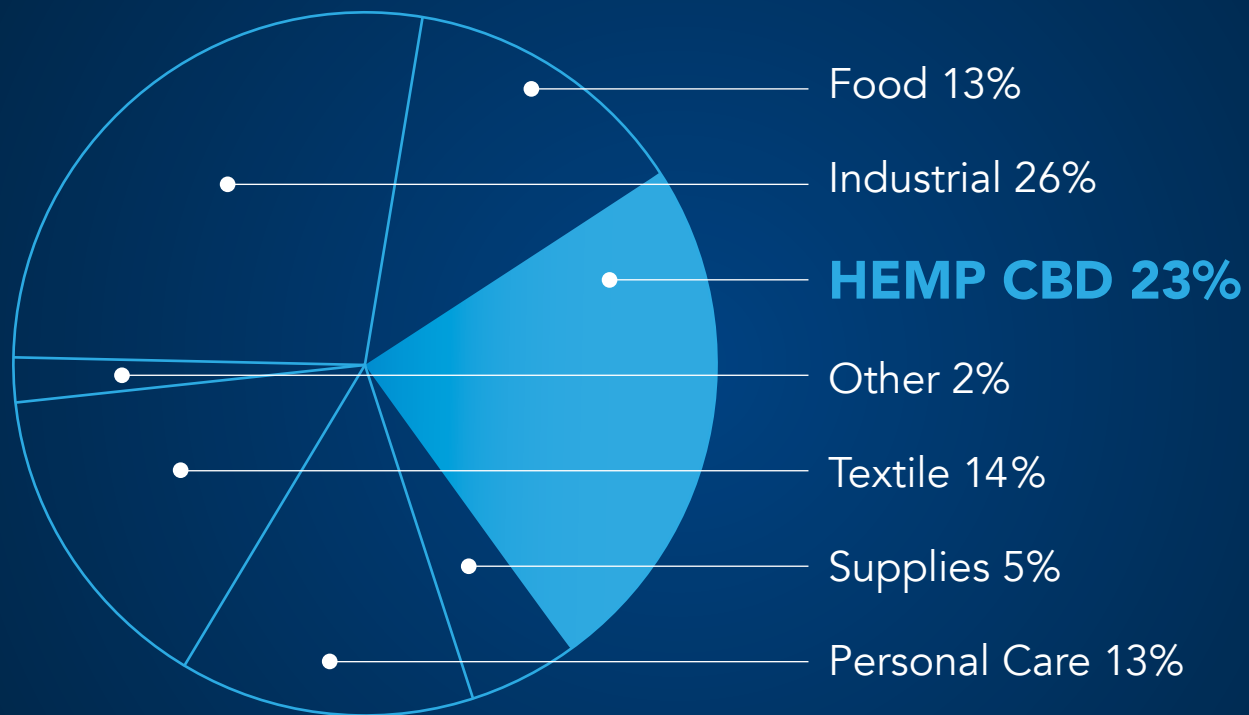 Food 13%
Industrial 26%
HEMP CBD 23%
Other 2%
Textile 14%
Supplies 5%
Personal Care 13%